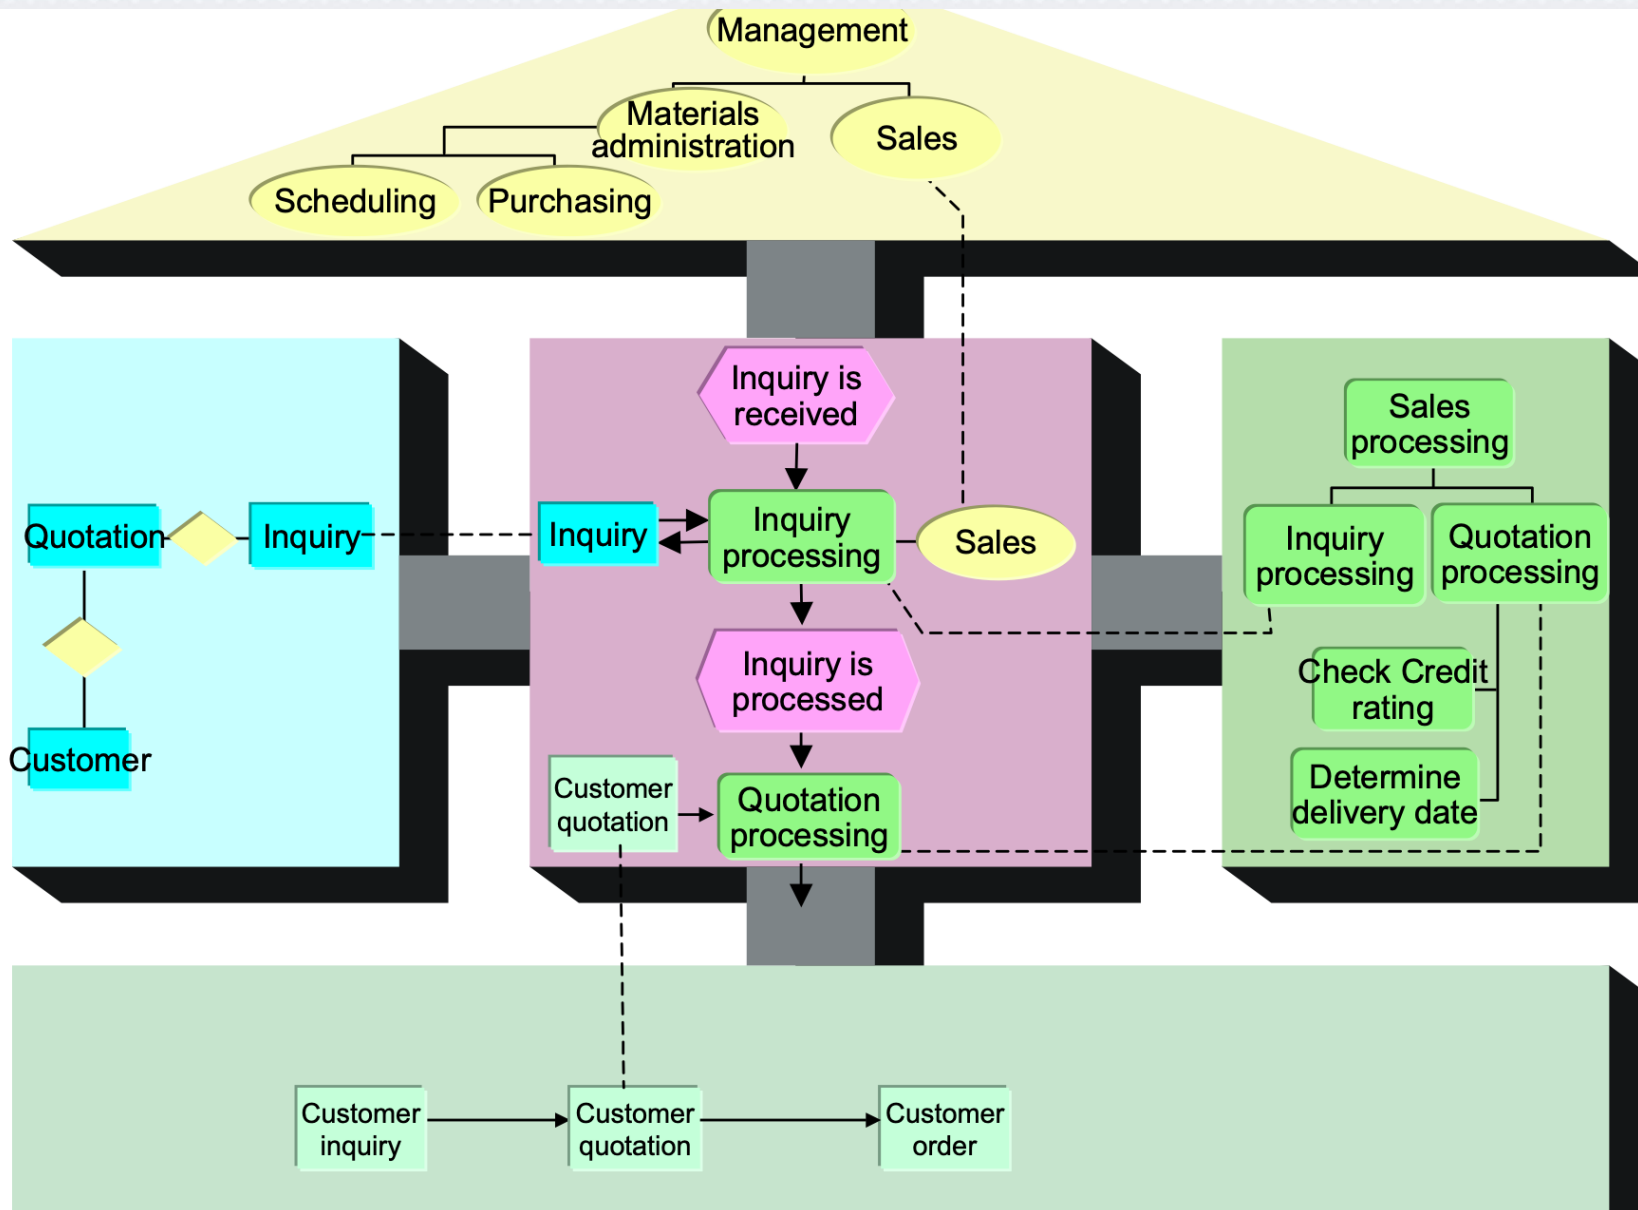 Management
Materials
administration
Sales
Scheduling
Purchasing
Inquiry is
received
Sales
processing
Quotation
Inquiry
Inquiry
Inquiry
processing
Sales
Inquiry
processing
Quotation
processing
Inquiry is
processed
Check Credit
rating
Customer
Customer
quotation
Quotation
processing
Determine
delivery date
Customer
inquiry
Customer
quotation
Customer
order